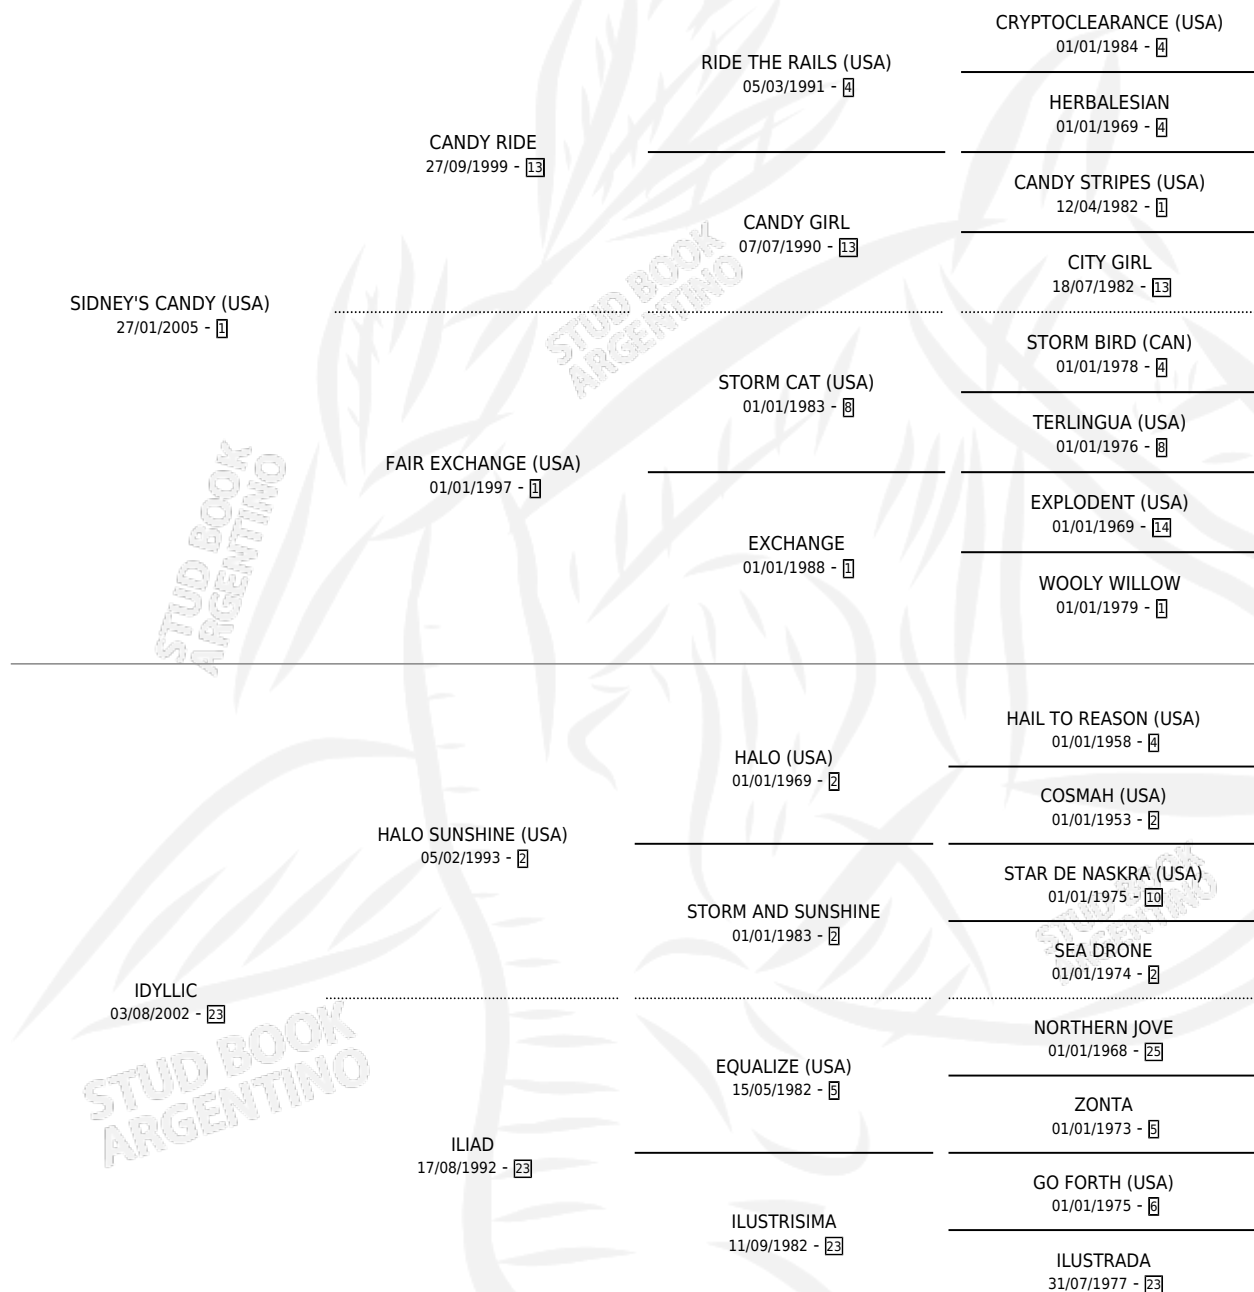 CRYPTOCLEARANCE (USA)
01/01/1984 - 4
RIDE THE RAILS (USA)
05/03/1991 - 4
HERBALESIAN
01/01/1969 - 4
CANDY RIDE
27/09/1999 - 13
CANDY STRIPES (USA)
12/04/1982 - 1
CANDY GIRL
07/07/1990 - 13
CITY GIRL
18/07/1982 - 13
SIDNEY'S CANDY (USA)
27/01/2005 - 1
STORM BIRD (CAN)
01/01/1978 - 4
STORM CAT (USA)
01/01/1983 - 8
TERLINGUA (USA)
01/01/1976 - 8
FAIR EXCHANGE (USA)
01/01/1997 - 1
EXPLODENT (USA)
01/01/1969 - 14
EXCHANGE
01/01/1988 - 1
WOOLY WILLOW
01/01/1979 - 1
HAIL TO REASON (USA)
01/01/1958 - 4
HALO (USA)
01/01/1969 - 2
COSMAH (USA)
01/01/1953 - 2
HALO SUNSHINE (USA)
05/02/1993 - 2
STAR DE NASKRA (USA)
01/01/1975 - 10
STORM AND SUNSHINE
01/01/1983 - 2
SEA DRONE
01/01/1974 - 2
IDYLLIC
03/08/2002 - 23
NORTHERN JOVE
01/01/1968 - 25
EQUALIZE (USA)
15/05/1982 - 5
ZONTA
01/01/1973 - 5
ILIAD
17/08/1992 - 23
GO FORTH (USA)
01/01/1975 - 6
ILUSTRISIMA
11/09/1982 - 23
ILUSTRADA
31/07/1977 - 23
STUD BOOK
ARGENTINO
STUD BOOK
ARGENTINO
STUD BOOK
ARGENTINO
STUD BOOK
ARGENTINO